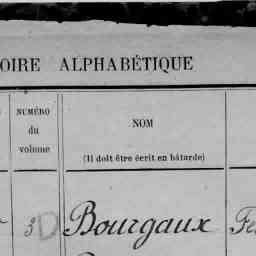 OIRE ALPHABÉTIQUE
NUMÉRO
du
volume
NOM
(Il doit être écrit en bâtarde)
3D Bourgaux